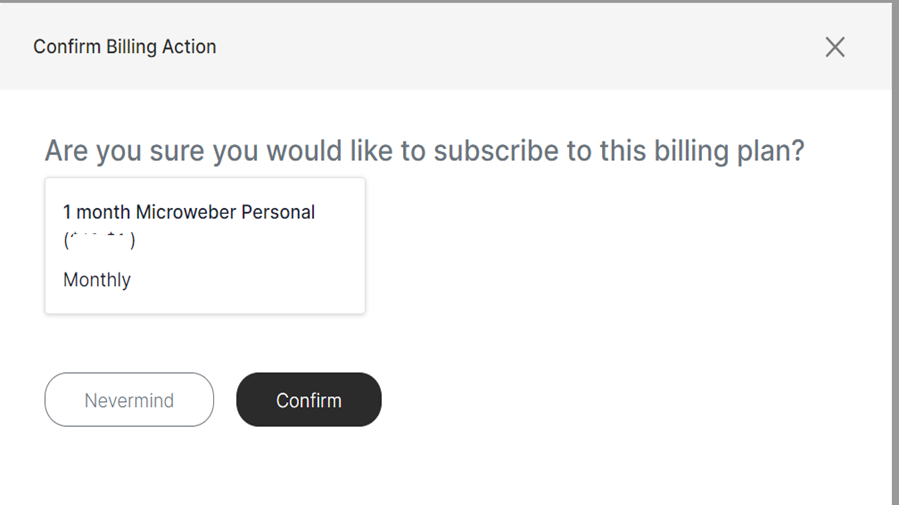 Confirm Billing Action
Are you sure you would like to subscribe to this billing plan?
1 month Microweber Personal
Monthly
Nevermind
Confirm